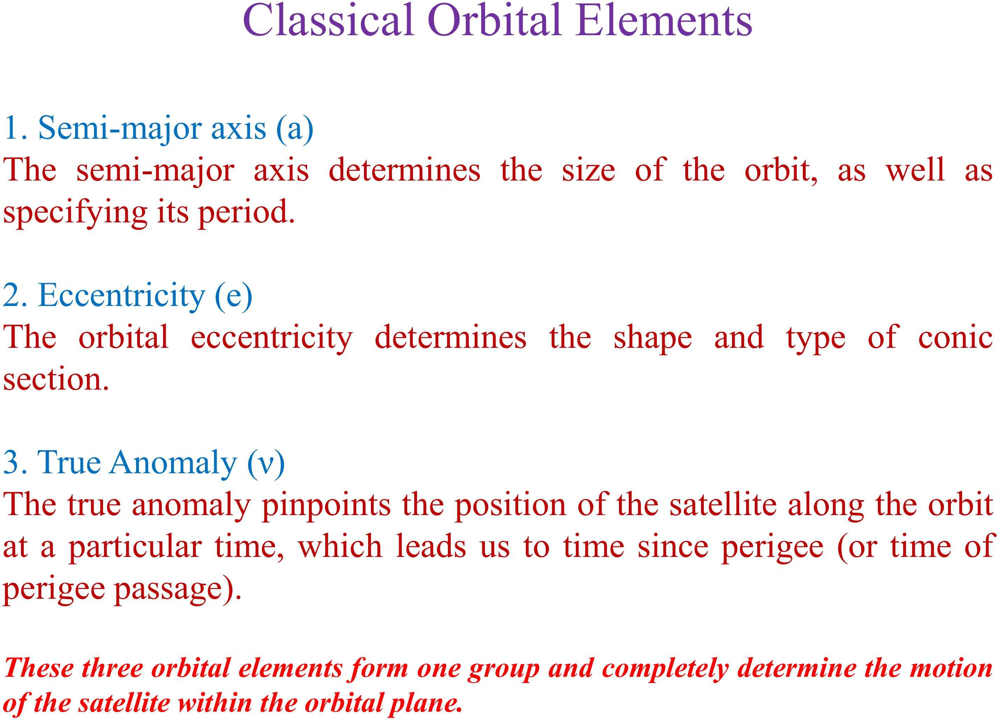 Classical Orbital Elements
1. Semi-major axis (a)
The semi-major axis determines the size of the orbit, as well as
specifying its period.
2. Eccentricity (e)
The orbital eccentricity determines the shape and type of conic
section.
3. True Anomaly (ν)
The true anomaly pinpoints the position of the satellite along the orbit
at a particular time, which leads us to time since perigee (or time of
perigee passage).
These three orbital elements form one group and completely determine the motion
of the satellite within the orbital plane.